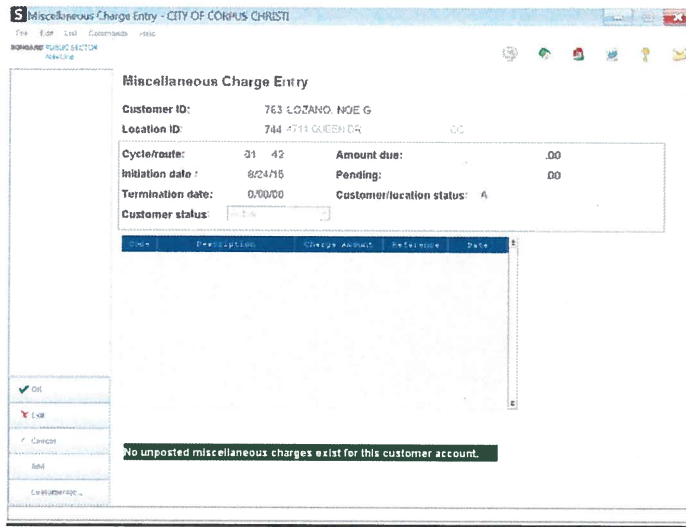 Miscellaneous Charge Entry - CITY OF CORPUS CHRISTI
File Edit List Commands Help
SUNGARD PUBLIC SECTOR
NaviLine
Miscellaneous Charge Entry
Customer ID: 763 LOZANO, NOE G
Location ID: 744 4711 QUEEN DR CC
Cycle/route: 01 42 Amount due: .00
Initiation date : 8/24/15 Pending: .00
Termination date: 0/00/00 Customer/location status: A
Customer status: Active
Code Description Charge Amount Reference Date
OK
Exit
Cancel
Add
No unposted miscellaneous charges exist for this customer account.